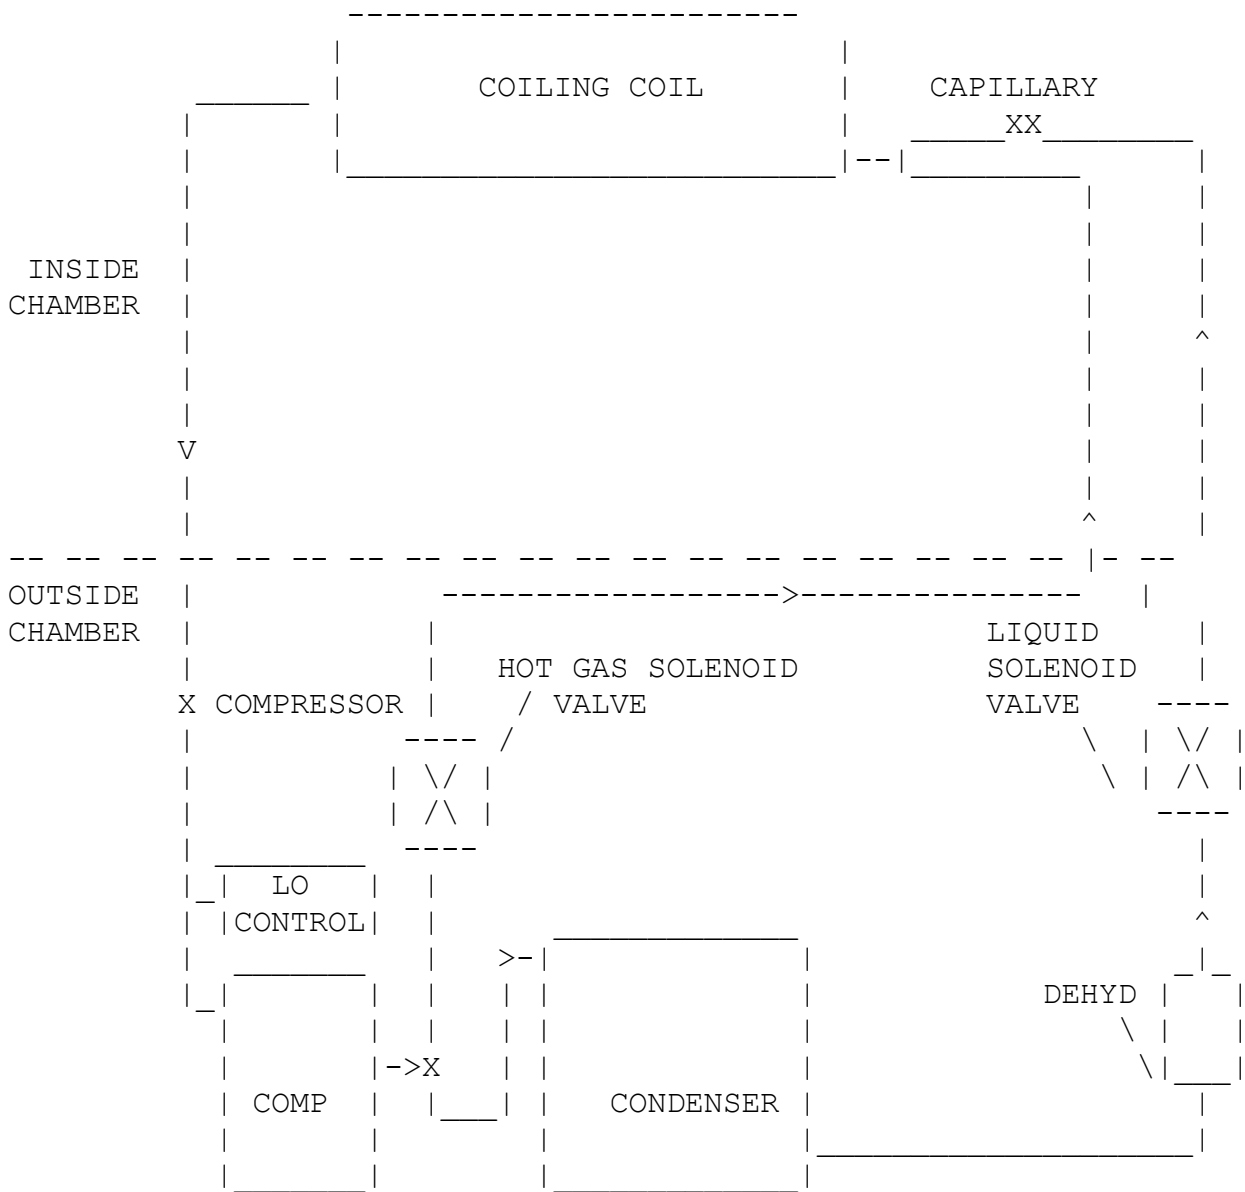 COILING COIL CAPILLARY
XX
INSIDE
CHAMBER
V
OUTSIDE
CHAMBER LIQUID
HOT GAS SOLENOID SOLENOID
X COMPRESSOR VALVE VALVE
LO
CONTROL
DEHYD
X
COMP CONDENSER